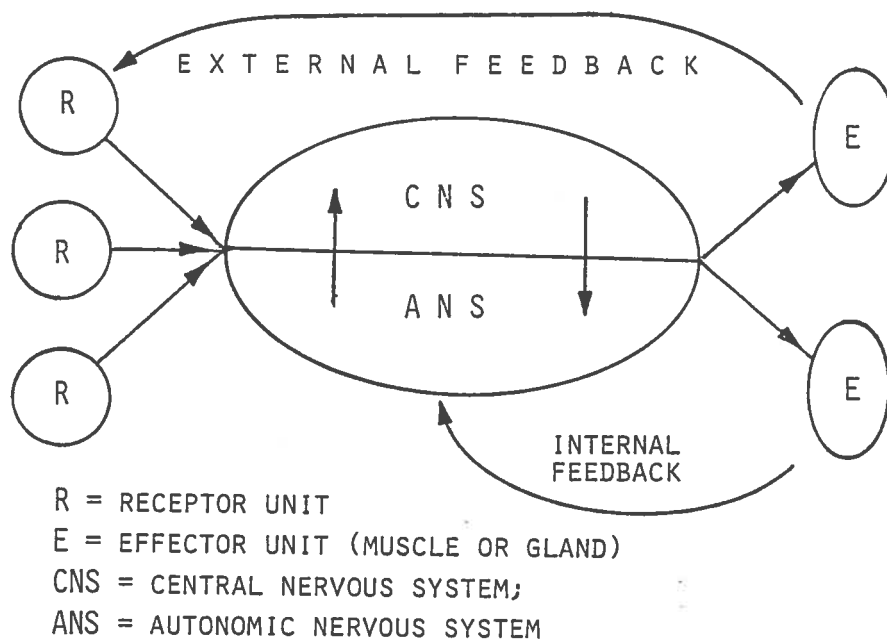 EXTERNAL FEEDBACK
R
E
CNS
R
ANS
R
E
INTERNAL
FEEDBACK
R = RECEPTOR UNIT
E = EFFECTOR UNIT (MUSCLE OR GLAND)
CNS = CENTRAL NERVOUS SYSTEM;
ANS = AUTONOMIC NERVOUS SYSTEM